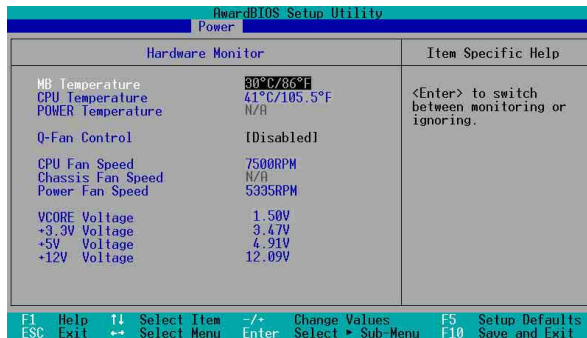 AwardBIOS Setup Utility
Power
Hardware Monitor
Item Specific Help
MB Temperature 30°C/86°F
CPU Temperature 41°C/105.5°F
POWER Temperature N/A
Q-Fan Control [Disabled]
CPU Fan Speed 7500RPM
Chassis Fan Speed N/A
Power Fan Speed 5335RPM
VCORE Voltage 1.50V
+3.3V Voltage 3.47V
+5V Voltage 4.91V
+12V Voltage 12.09V
<Enter> to switch
between monitoring or
ignoring.
F1 Help ↑↓ Select Item -/+ Change Values F5 Setup Defaults
ESC Exit ←→ Select Menu Enter Select ► Sub-Menu F10 Save and Exit